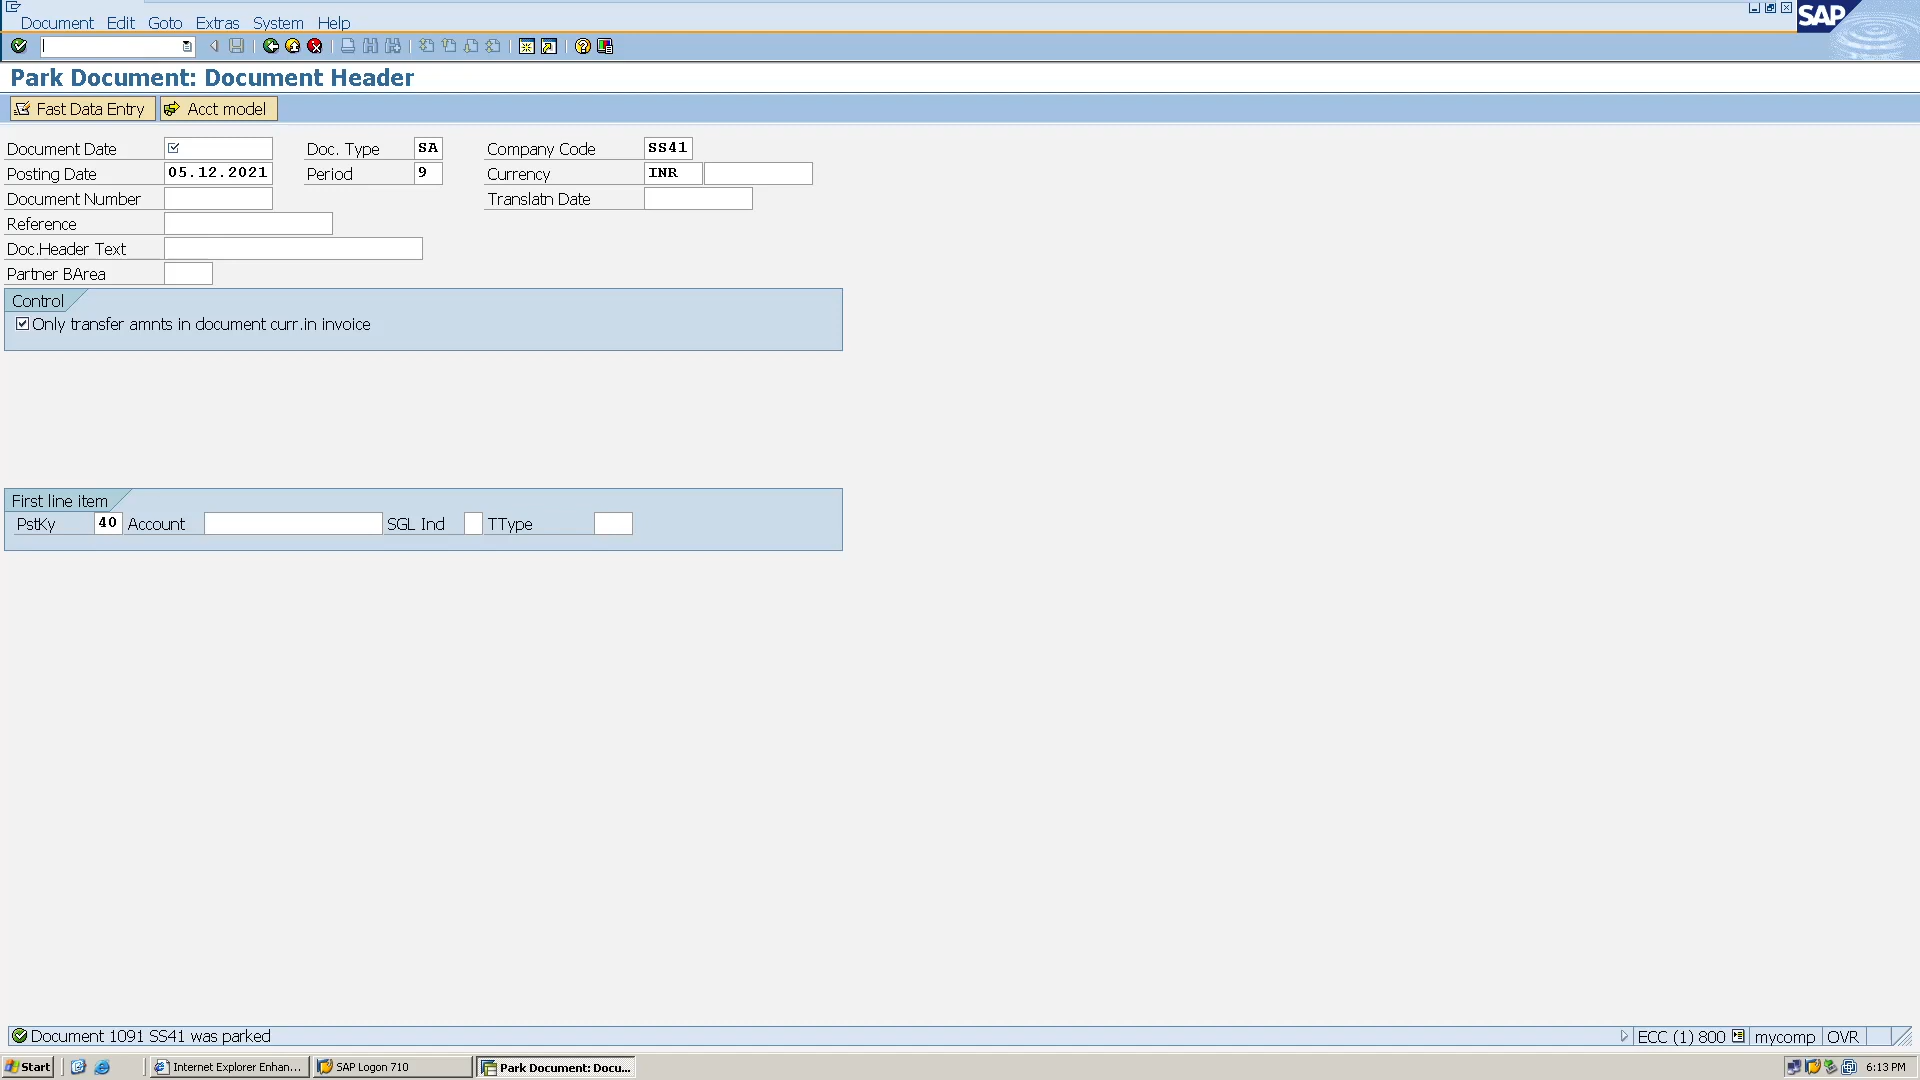 Document Edit Goto Extras System Help
SAP
Park Document: Document Header
Fast Data Entry Acct model
Document Date Doc. Type SA Company Code SS41
Posting Date 05.12.2021 Period 9 Currency INR
Document Number Translatn Date
Reference
Doc.Header Text
Partner BArea
Control
Only transfer amnts in document curr.in invoice
First line item
PstKy 40 Account SGL Ind TType
Document 1091 SS41 was parked ECC (1) 800 mycomp OVR
Start Internet Explorer Enhan... SAP Logon 710 Park Document: Docu... 6:13 PM